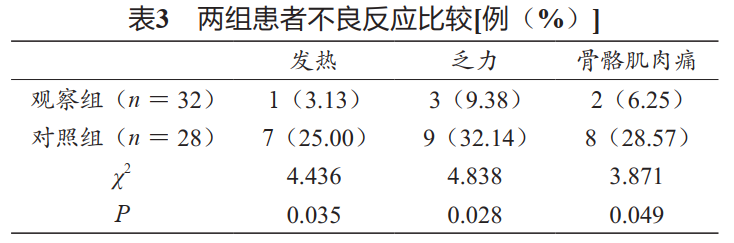 表3 两组患者不良反应比较[例（%）]
发热 乏力 骨骼肌肉痛
观察组（n = 32） 1（3.13） 3（9.38） 2（6.25）
对照组（n = 28） 7（25.00） 9（32.14） 8（28.57）
χ² 4.436 4.838 3.871
P 0.035 0.028 0.049